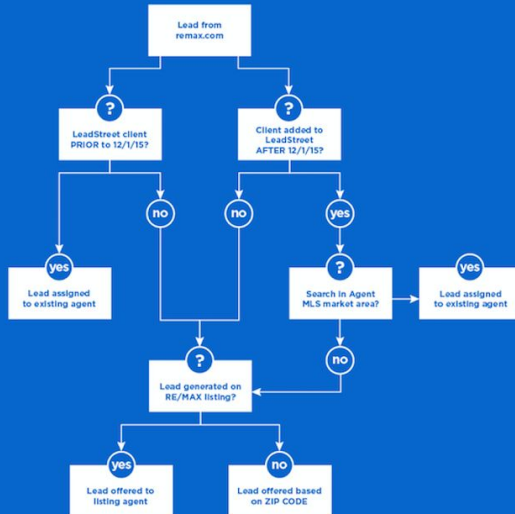 Lead from
remax.com
?
LeadStreet client
PRIOR to 12/1/15?
?
Client added to
LeadStreet
AFTER 12/1/15?
no
no
yes
yes
Lead assigned
to existing agent
?
Search in Agent
MLS market area?
yes
Lead assigned
to existing agent
no
?
Lead generated on
RE/MAX listing?
yes
Lead offered to
listing agent
no
Lead offered based
on ZIP CODE